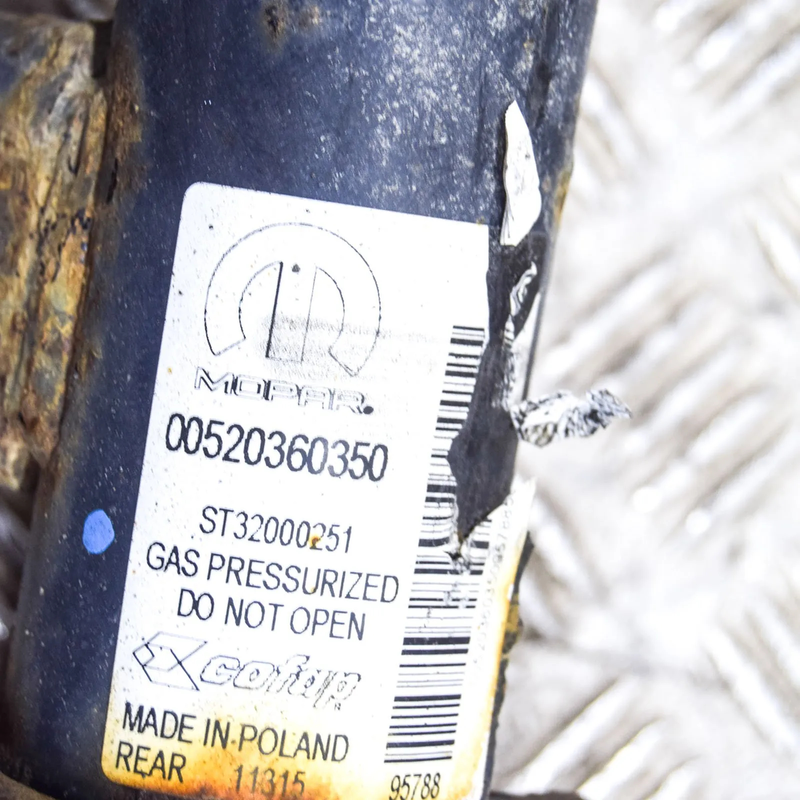 MOPAR.
00520360350
ST32000251
GAS PRESSURIZED
DO NOT OPEN
cofap
MADE IN POLAND
REAR 11315
95788